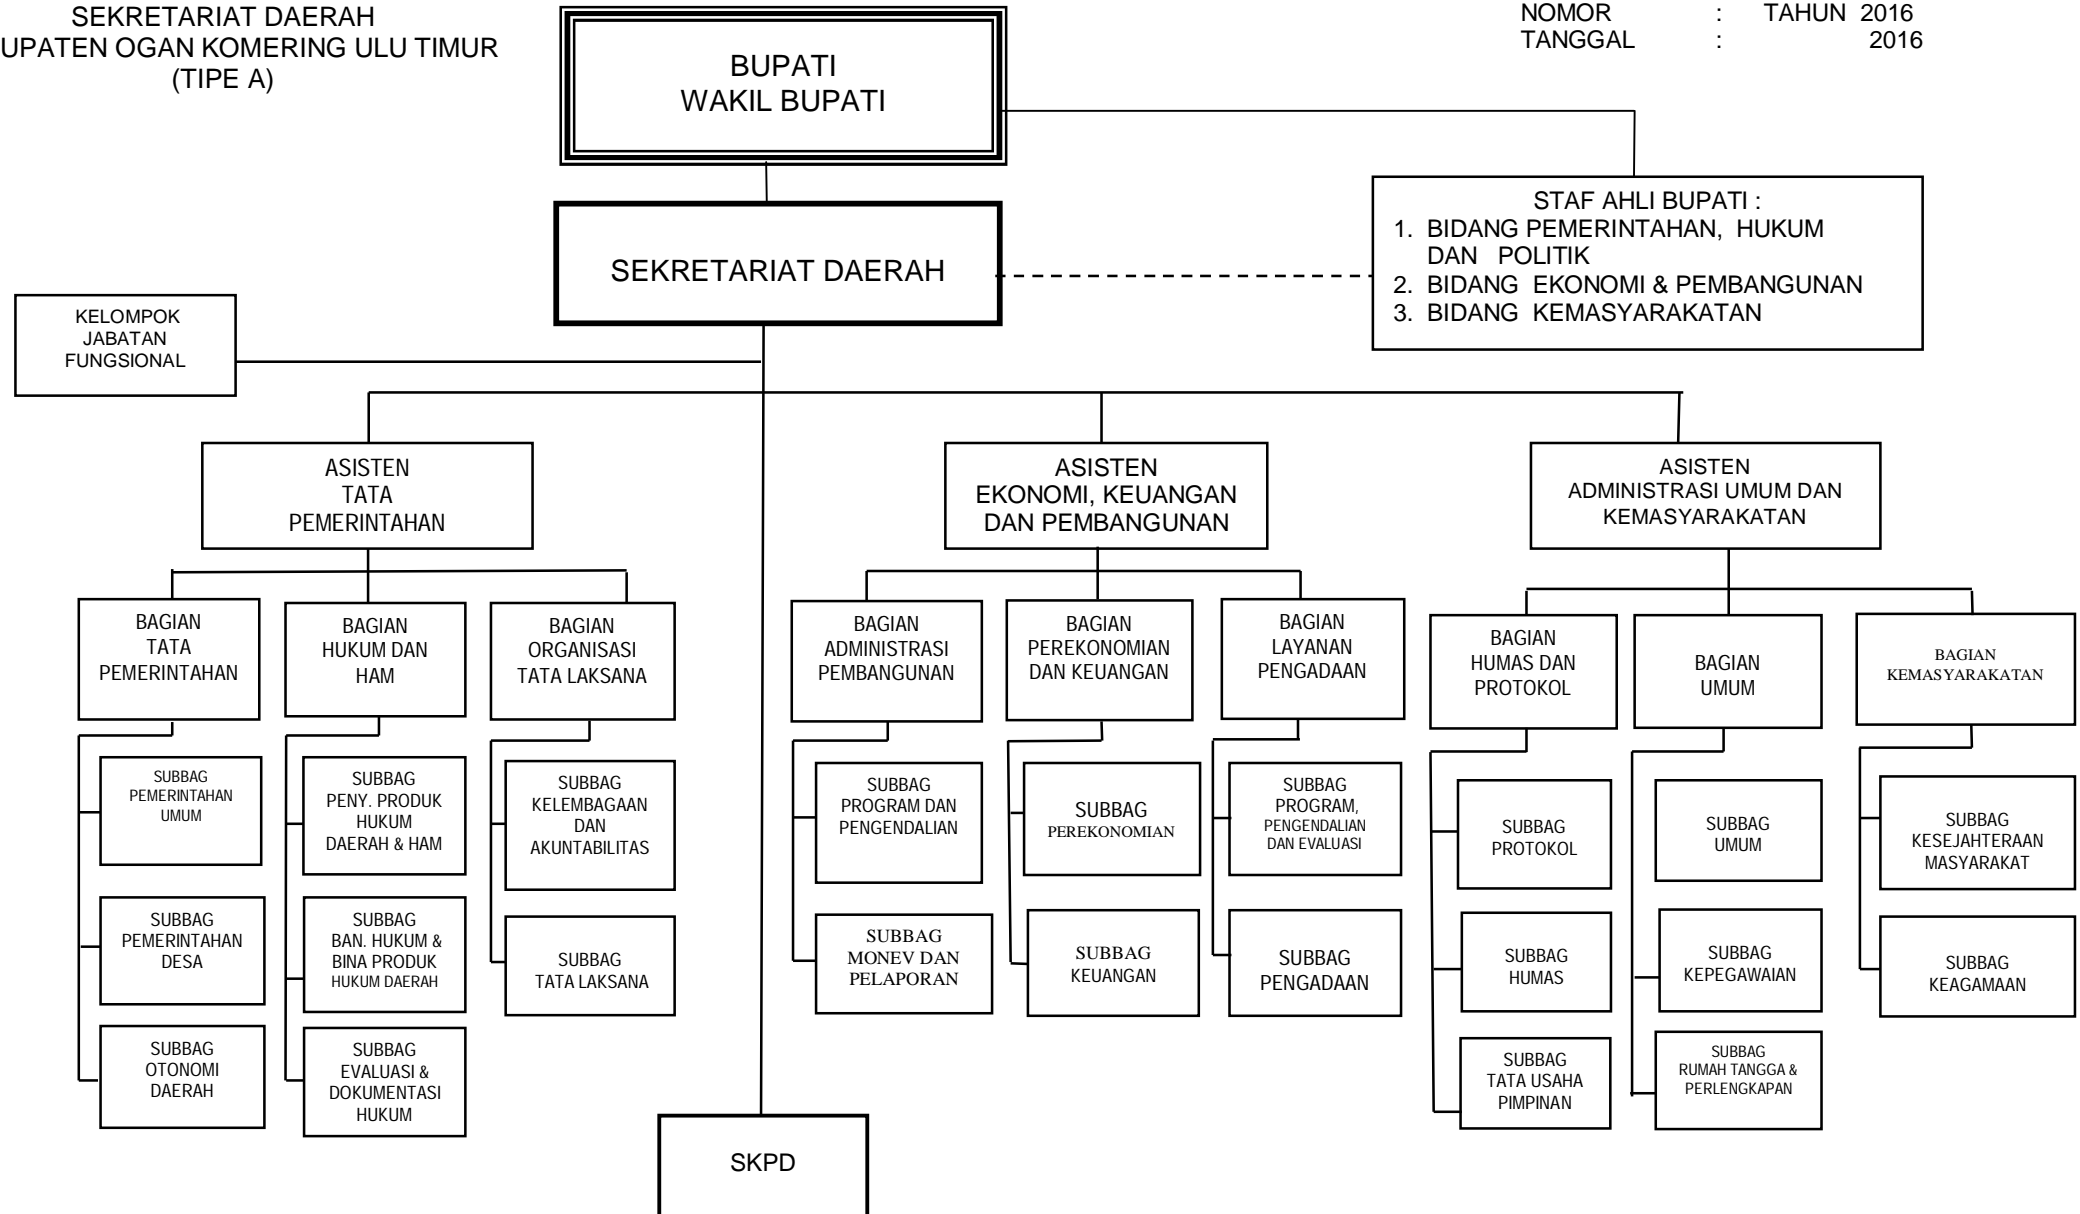 SEKRETARIAT DAERAH
UPATEN OGAN KOMERING ULU TIMUR
(TIPE A)
NOMOR : TAHUN 2016
TANGGAL : 2016
BUPATI
WAKIL BUPATI
SEKRETARIAT DAERAH
STAF AHLI BUPATI :
1. BIDANG PEMERINTAHAN, HUKUM
DAN POLITIK
2. BIDANG EKONOMI & PEMBANGUNAN
3. BIDANG KEMASYARAKATAN
KELOMPOK
JABATAN
FUNGSIONAL
ASISTEN
TATA
PEMERINTAHAN
ASISTEN
EKONOMI, KEUANGAN
DAN PEMBANGUNAN
ASISTEN
ADMINISTRASI UMUM DAN
KEMASYARAKATAN
BAGIAN
TATA
PEMERINTAHAN
BAGIAN
HUKUM DAN
HAM
BAGIAN
ORGANISASI
TATA LAKSANA
BAGIAN
ADMINISTRASI
PEMBANGUNAN
BAGIAN
PEREKONOMIAN
DAN KEUANGAN
BAGIAN
LAYANAN
PENGADAAN
BAGIAN
HUMAS DAN
PROTOKOL
BAGIAN
UMUM
BAGIAN
KEMASYARAKATAN
SUBBAG
PEMERINTAHAN
UMUM
SUBBAG
PENY. PRODUK
HUKUM
DAERAH & HAM
SUBBAG
KELEMBAGAAN
DAN
AKUNTABILITAS
SUBBAG
PROGRAM DAN
PENGENDALIAN
SUBBAG
PEREKONOMIAN
SUBBAG
PROGRAM,
PENGENDALIAN
DAN EVALUASI
SUBBAG
PROTOKOL
SUBBAG
UMUM
SUBBAG
KESEJAHTERAAN
MASYARAKAT
SUBBAG
PEMERINTAHAN
DESA
SUBBAG
BAN. HUKUM &
BINA PRODUK
HUKUM DAERAH
SUBBAG
TATA LAKSANA
SUBBAG
MONEV DAN
PELAPORAN
SUBBAG
KEUANGAN
SUBBAG
PENGADAAN
SUBBAG
HUMAS
SUBBAG
KEPEGAWAIAN
SUBBAG
KEAGAMAAN
SUBBAG
OTONOMI
DAERAH
SUBBAG
EVALUASI &
DOKUMENTASI
HUKUM
SUBBAG
TATA USAHA
PIMPINAN
SUBBAG
RUMAH TANGGA &
PERLENGKAPAN
SKPD